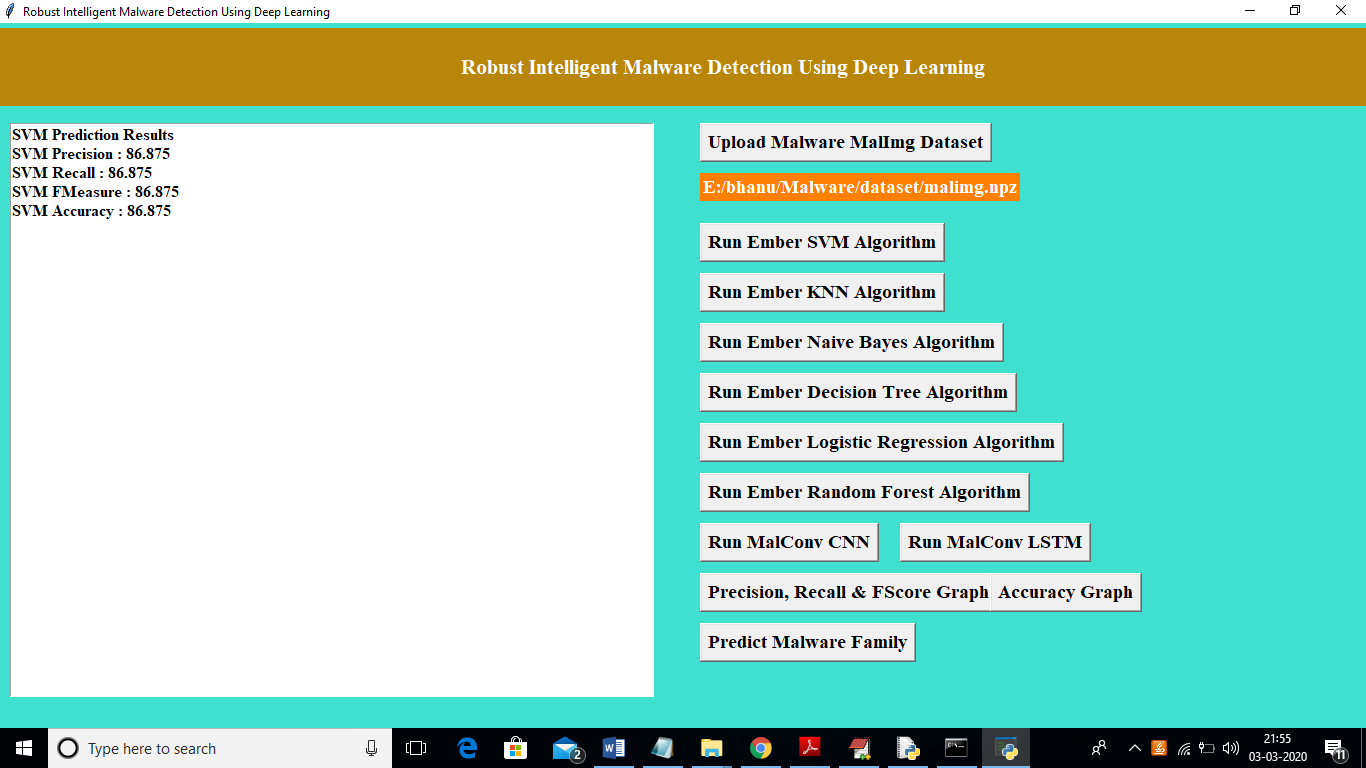 Robust Intelligent Malware Detection Using Deep Learning
Robust Intelligent Malware Detection Using Deep Learning
SVM Prediction Results
SVM Precision : 86.875
SVM Recall : 86.875
SVM FMeasure : 86.875
SVM Accuracy : 86.875
Upload Malware MalImg Dataset
E:/bhanu/Malware/dataset/malimg.npz
Run Ember SVM Algorithm
Run Ember KNN Algorithm
Run Ember Naive Bayes Algorithm
Run Ember Decision Tree Algorithm
Run Ember Logistic Regression Algorithm
Run Ember Random Forest Algorithm
Run MalConv CNN
Run MalConv LSTM
Precision, Recall & FScore Graph
Accuracy Graph
Predict Malware Family
Type here to search
2
21:55
03-03-2020
11